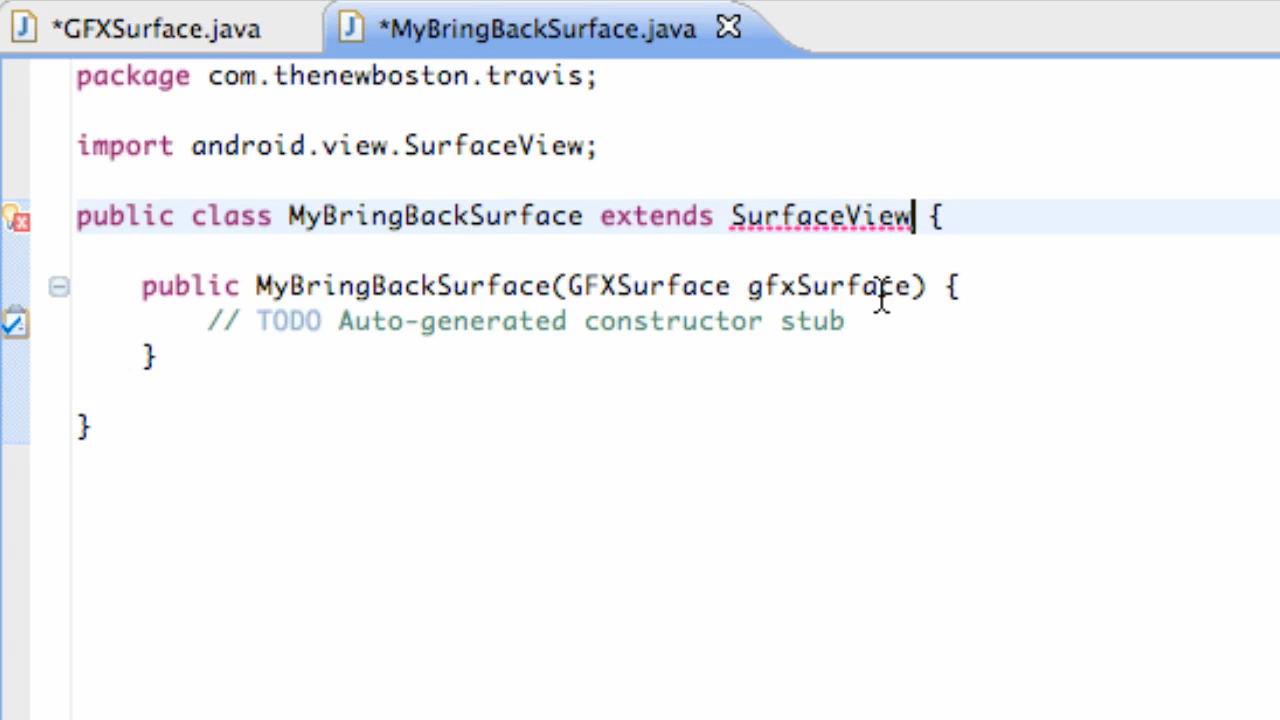 *GFXSurface.java
*MyBringBackSurface.java
package com.thenewboston.travis;
import android.view.SurfaceView;
public class MyBringBackSurface extends SurfaceView {
public MyBringBackSurface(GFXSurface gfxSurface) {
// TODO Auto-generated constructor stub
}
}